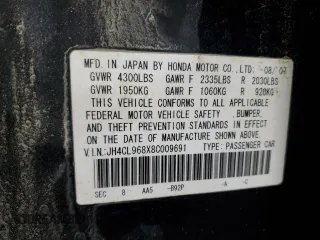 MFD. IN JAPAN BY HONDA MOTOR CO.,LTD. 08/07
GVWR 4300LBS GAWR F 2335LBS R 2030LBS
GVWR 1950KG GAWR F 1060KG R 920KG
THIS VEHICLE CONFORMS TO ALL APPLICABLE
FEDERAL MOTOR VEHICLE SAFETY, BUMPER,
AND THEFT PREVENTION STANDARDS IN EFFECT
ON THE DATE OF MANUFACTURE SHOWN ABOVE.
V.I.N.:JH4CL968X8C009691 TYPE: PASSENGER CAR
SEC 8 AA5 -B92P -A -C